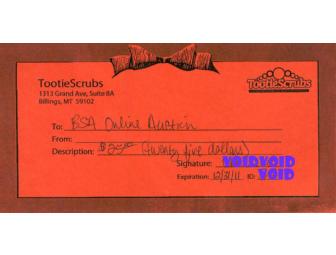 TootieScrubs
1313 Grand Ave, Suite 8A
Billings, MT 59102
TootieScrubs
To: BSA Online Auction
From:
Description: $25.00 (twenty five dollars)
Signature: VOIDVOID
Expiration: 12/31/11 ID: VOID